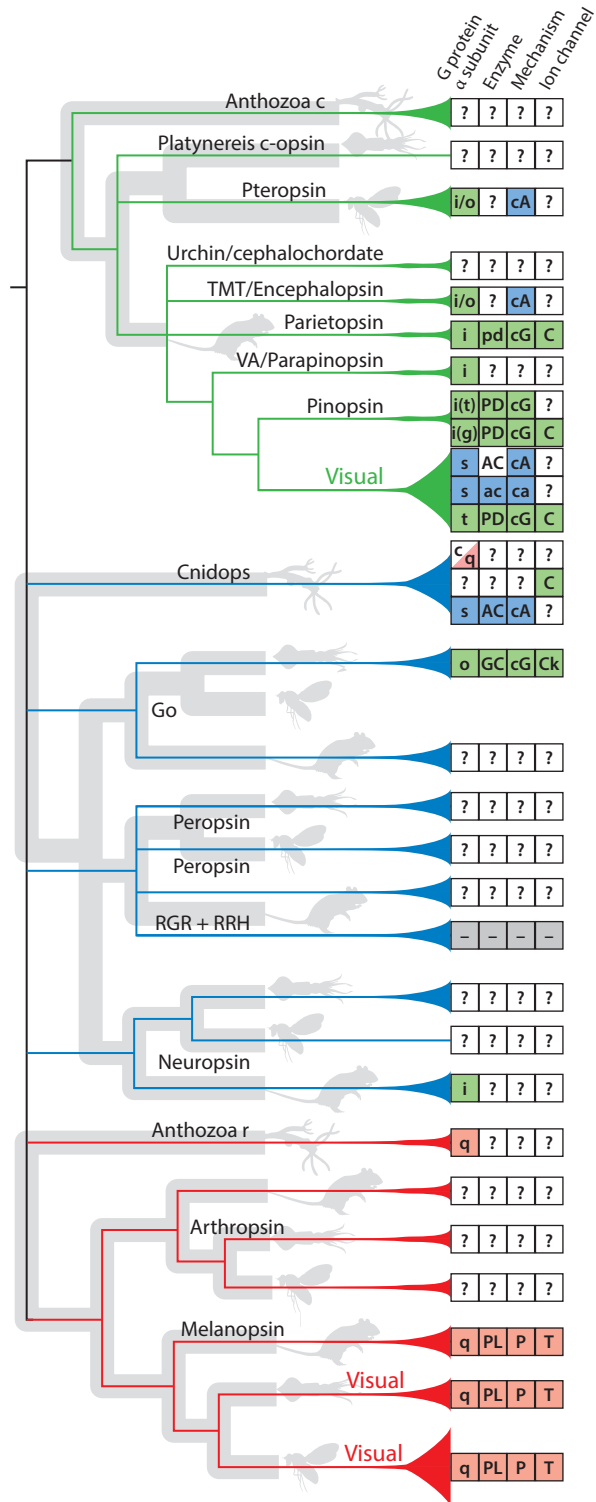 G protein
α subunit
Enzyme
Mechanism
Ion channel
Anthozoa c
? ? ? ?
Platynereis c-opsin
? ? ? ?
Pteropsin
i/o ? cA ?
Urchin/cephalochordate
? ? ? ?
TMT/Encephalopsin
i/o ? cA ?
Parietopsin
i pd cG C
VA/Parapinopsin
i ? ? ?
Pinopsin
i(t) PD cG ?
i(g) PD cG C
Visual
s AC cA ?
s ac ca ?
t PD cG C
Cnidops
c q ? ? ?
? ? ? C
s AC cA ?
Go
o GC cG Ck
? ? ? ?
Peropsin
? ? ? ?
? ? ? ?
Peropsin
? ? ? ?
RGR + RRH
– – – –
? ? ? ?
? ? ? ?
Neuropsin
i ? ? ?
Anthozoa r
q ? ? ?
? ? ? ?
Arthropsin
? ? ? ?
? ? ? ?
Melanopsin
q PL P T
Visual
q PL P T
Visual
q PL P T